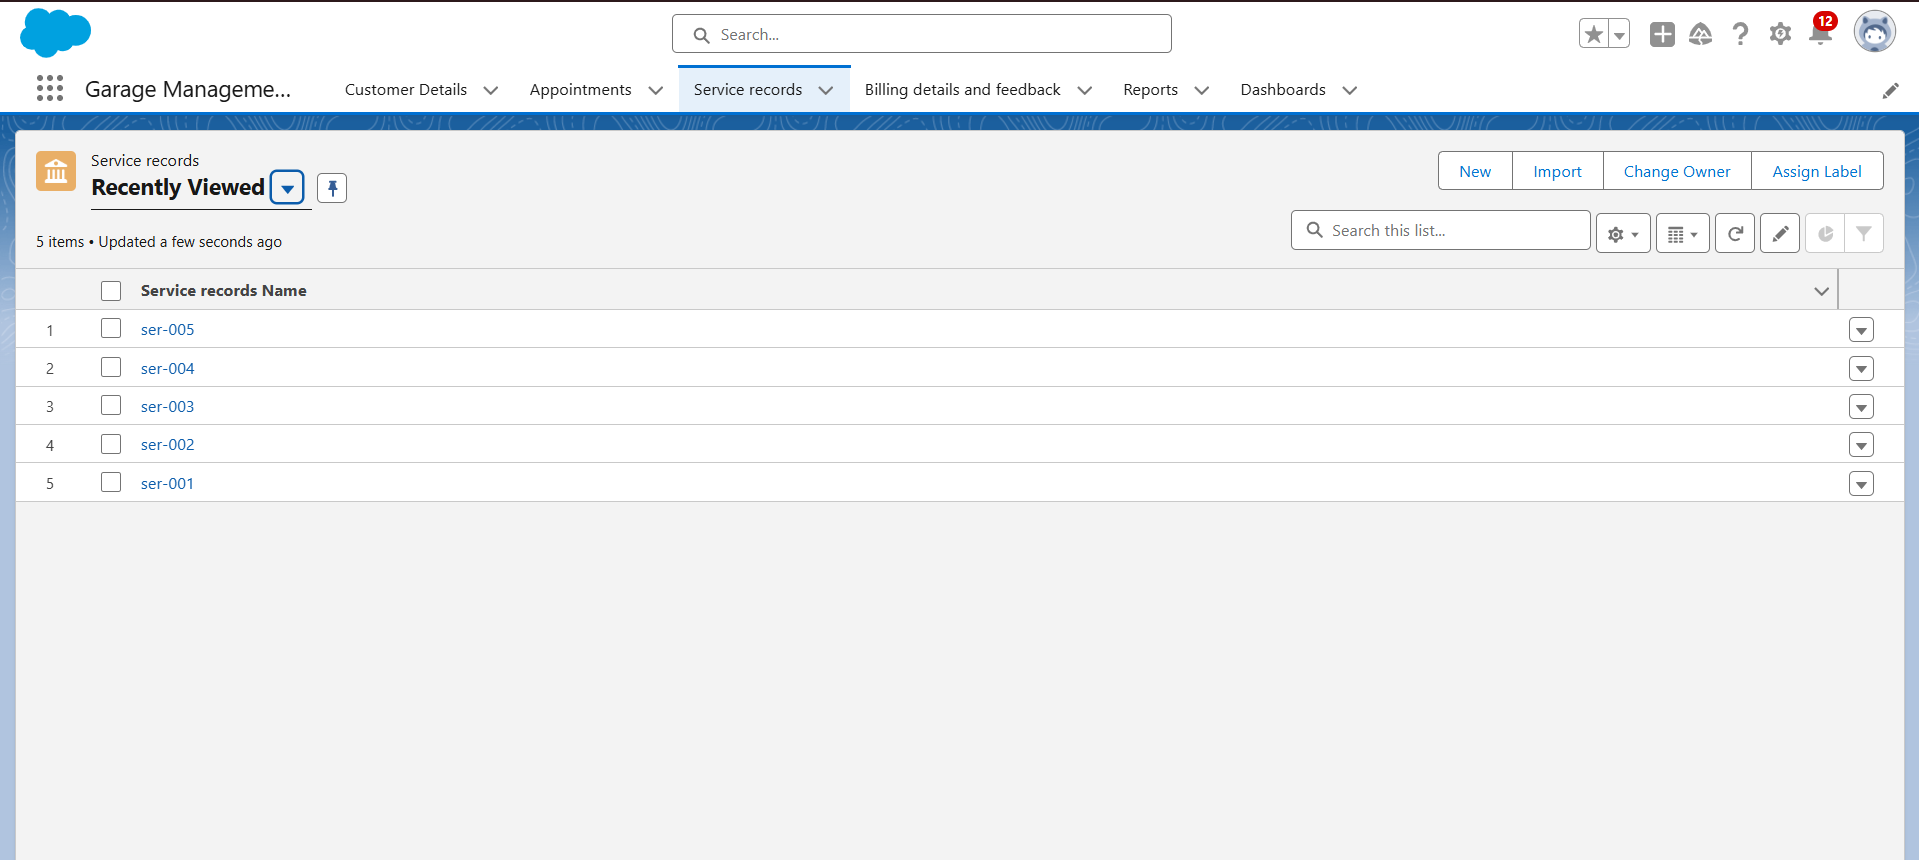 Search...
12
Garage Manageme...
Customer Details
Appointments
Service records
Billing details and feedback
Reports
Dashboards
Service records
Recently Viewed
New
Import
Change Owner
Assign Label
5 items • Updated a few seconds ago
Search this list...
Service records Name
1 ser-005
2 ser-004
3 ser-003
4 ser-002
5 ser-001